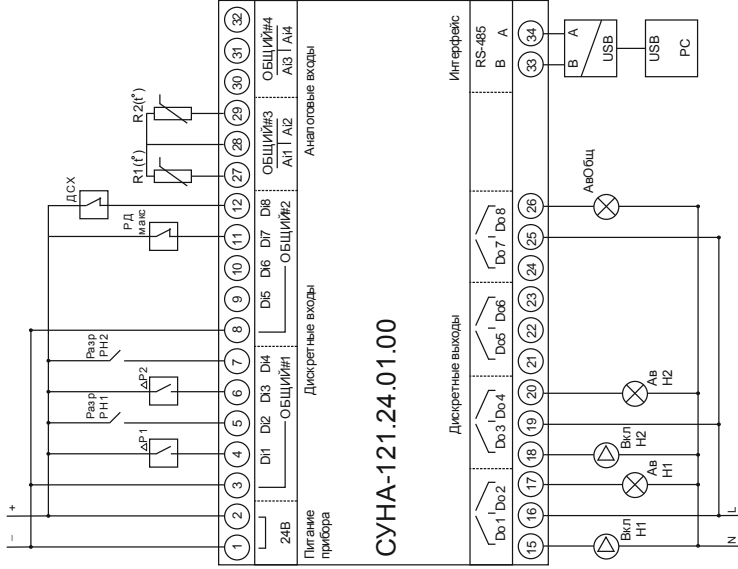 – +
ΔP1
Разр
РН1
ΔP2
Разр
РН2
РД
макс
ДСХ
R1(t°) R2(t°)
1 2 3 4 5 6 7 8 9 10 11 12 27 28 29 30 31 32
24В
Di1 Di2 Di3 Di4
ОБЩИЙ#1
Di5 Di6 Di7 Di8
ОБЩИЙ#2
ОБЩИЙ#3
Ai1 Ai2
ОБЩИЙ#4
Ai3 Ai4
Питание
прибора
Дискретные входы
Аналоговые входы
СУНА-121.24.01.00
Дискретные выходы
Интерфейс
Do1 Do2 Do3 Do4 Do5 Do6 Do7 Do8
RS-485
B A
15 16 17 18 19 20 21 22 23 24 25 26 33 34
Вкл
Н1
Ав
Н1
Вкл
Н2
Ав
Н2
АвОбщ
B A
USB
USB
PC
N L